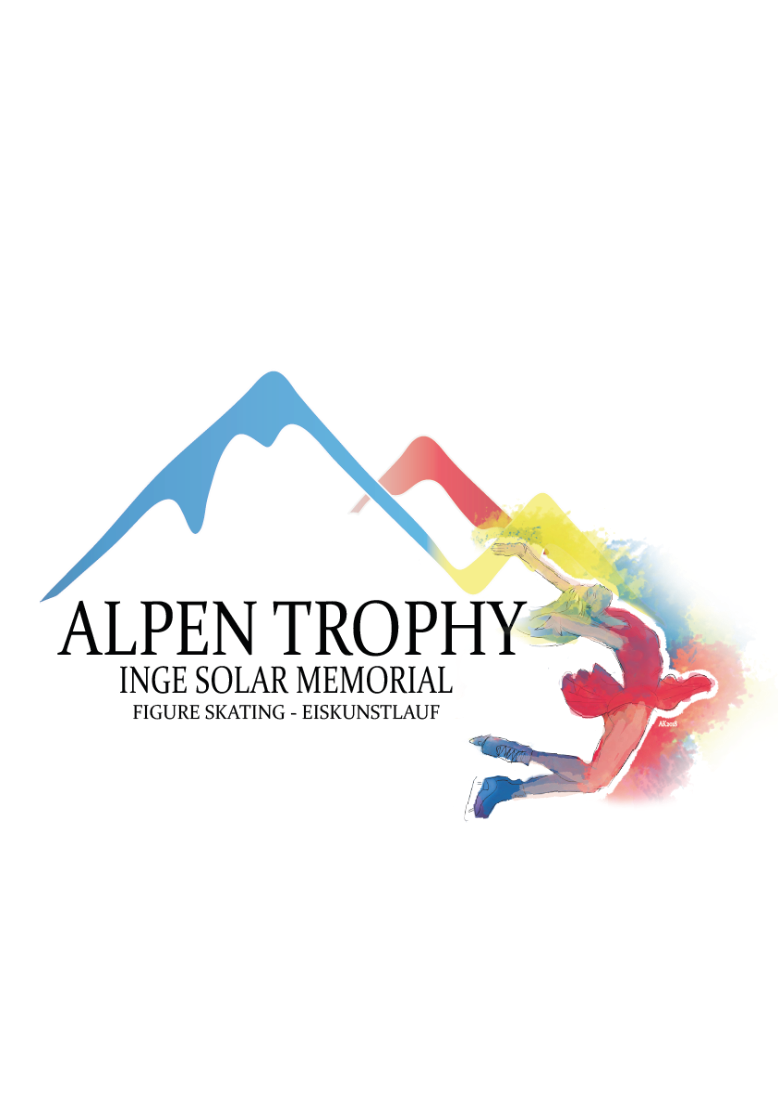 ALPEN TROPHY
INGE SOLAR MEMORIAL
FIGURE SKATING - EISKUNSTLAUF